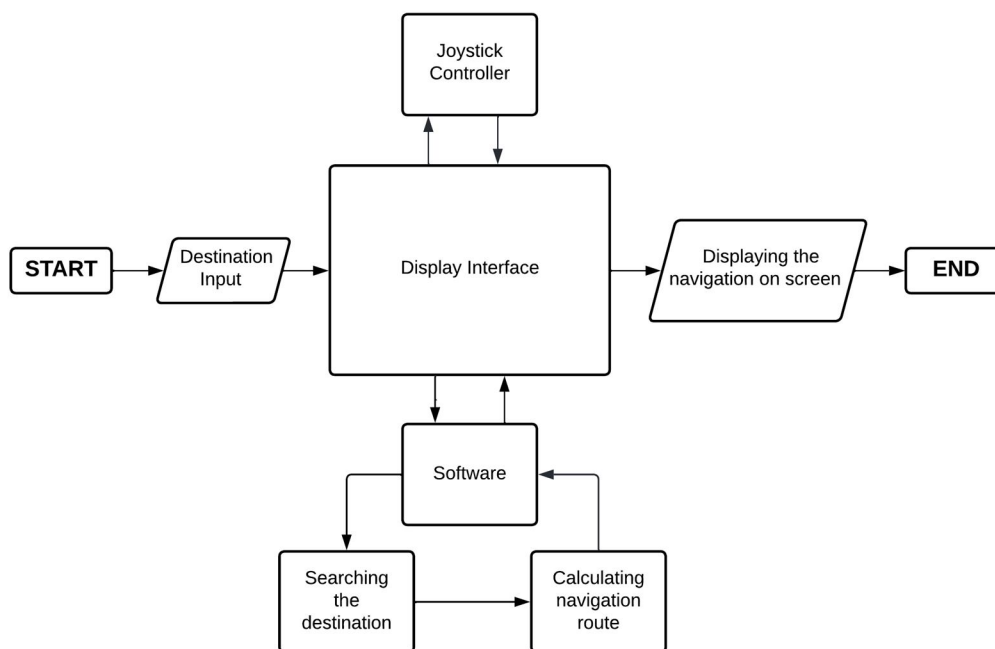 Joystick
Controller
START
Destination
Input
Display Interface
Displaying the
navigation on screen
END
Software
Searching
the
destination
Calculating
navigation
route